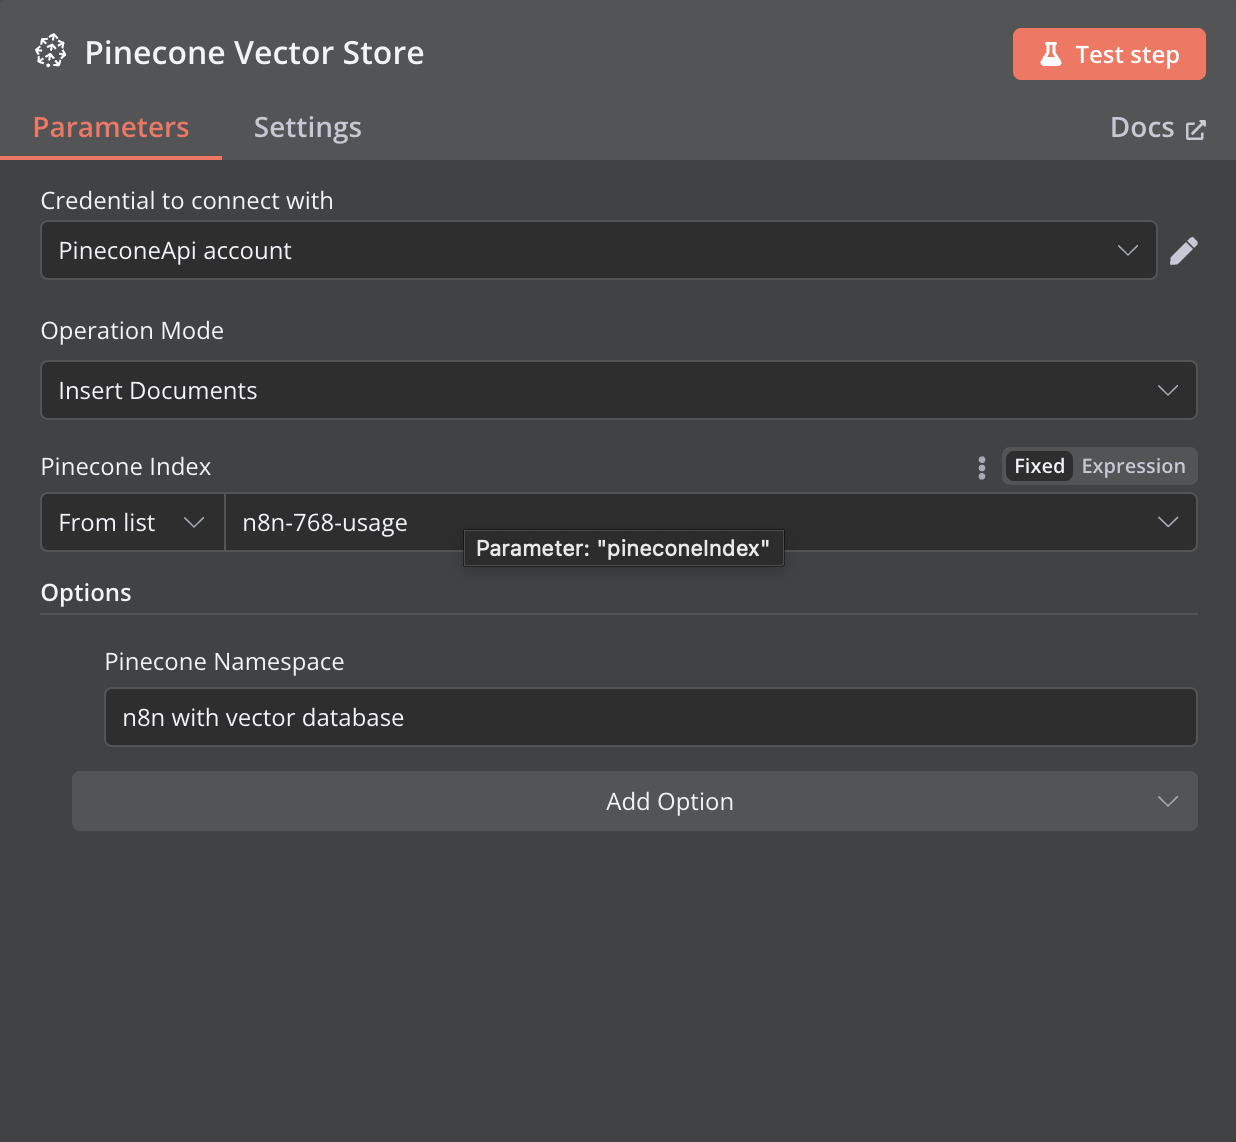 Pinecone Vector Store
Test step
Parameters Settings Docs
Credential to connect with
PineconeApi account
Operation Mode
Insert Documents
Pinecone Index Fixed Expression
From list n8n-768-usage
Parameter: "pineconeIndex"
Options
Pinecone Namespace
n8n with vector database
Add Option